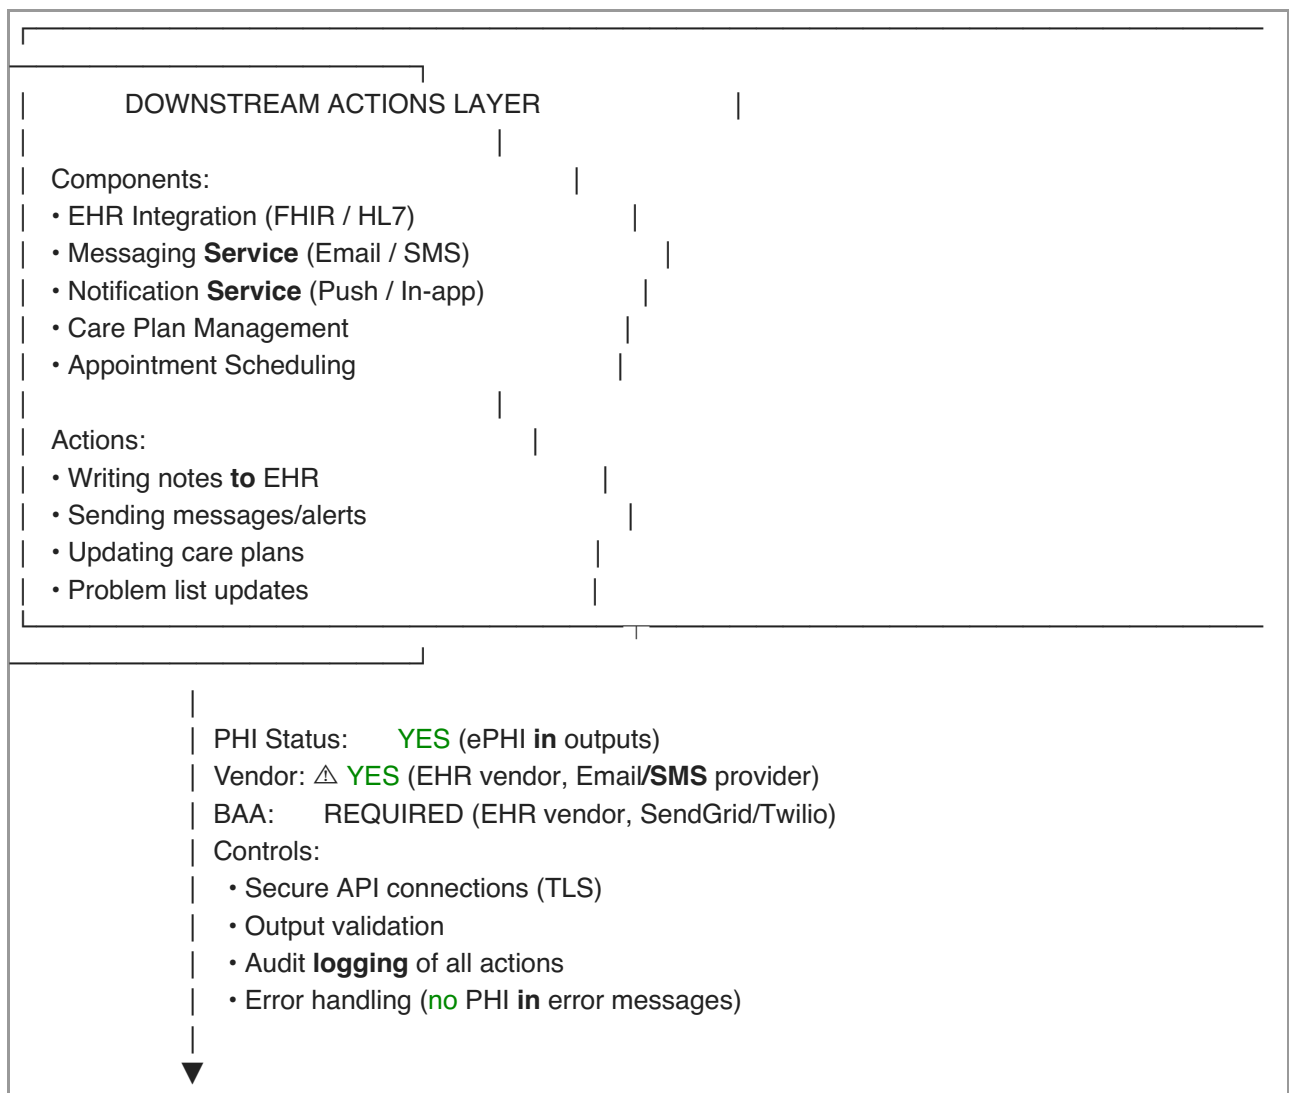 DOWNSTREAM ACTIONS LAYER
Components:
• EHR Integration (FHIR / HL7)
• Messaging Service (Email / SMS)
• Notification Service (Push / In-app)
• Care Plan Management
• Appointment Scheduling
Actions:
• Writing notes to EHR
• Sending messages/alerts
• Updating care plans
• Problem list updates
PHI Status: YES (ePHI in outputs)
Vendor: ⚠ YES (EHR vendor, Email/SMS provider)
BAA: REQUIRED (EHR vendor, SendGrid/Twilio)
Controls:
• Secure API connections (TLS)
• Output validation
• Audit logging of all actions
• Error handling (no PHI in error messages)